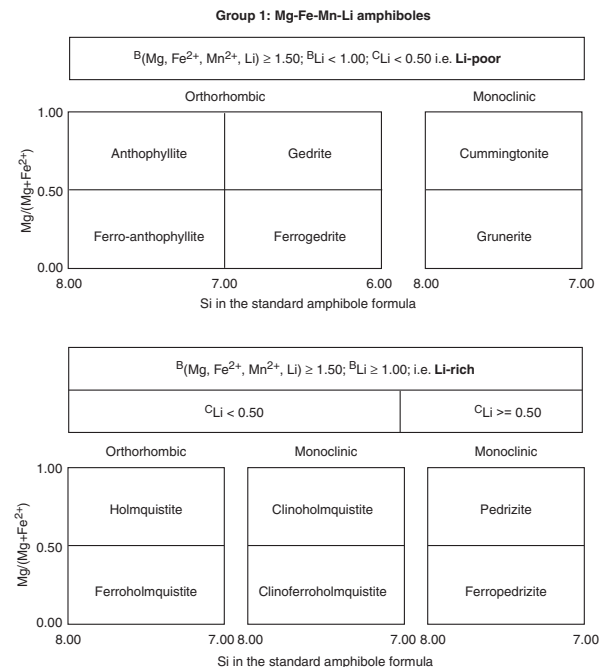 Group 1: Mg-Fe-Mn-Li amphiboles
ᴮ(Mg, Fe²⁺, Mn²⁺, Li) ≥ 1.50; ᴮLi < 1.00; ᶜLi < 0.50 i.e. Li-poor
Orthorhombic Monoclinic
1.00
Anthophyllite Gedrite Cummingtonite
Mg/(Mg+Fe²⁺)
0.50
Ferro-anthophyllite Ferrogedrite Grunerite
0.00
8.00 7.00 6.00 8.00 7.00
Si in the standard amphibole formula
ᴮ(Mg, Fe²⁺, Mn²⁺, Li) ≥ 1.50; ᴮLi ≥ 1.00; i.e. Li-rich
ᶜLi < 0.50 ᶜLi >= 0.50
Orthorhombic Monoclinic Monoclinic
1.00
Holmquistite Clinoholmquistite Pedrizite
Mg/(Mg+Fe²⁺)
0.50
Ferroholmquistite Clinoferroholmquistite Ferropedrizite
0.00
8.00 7.00 8.00 7.00 8.00 7.00
Si in the standard amphibole formula